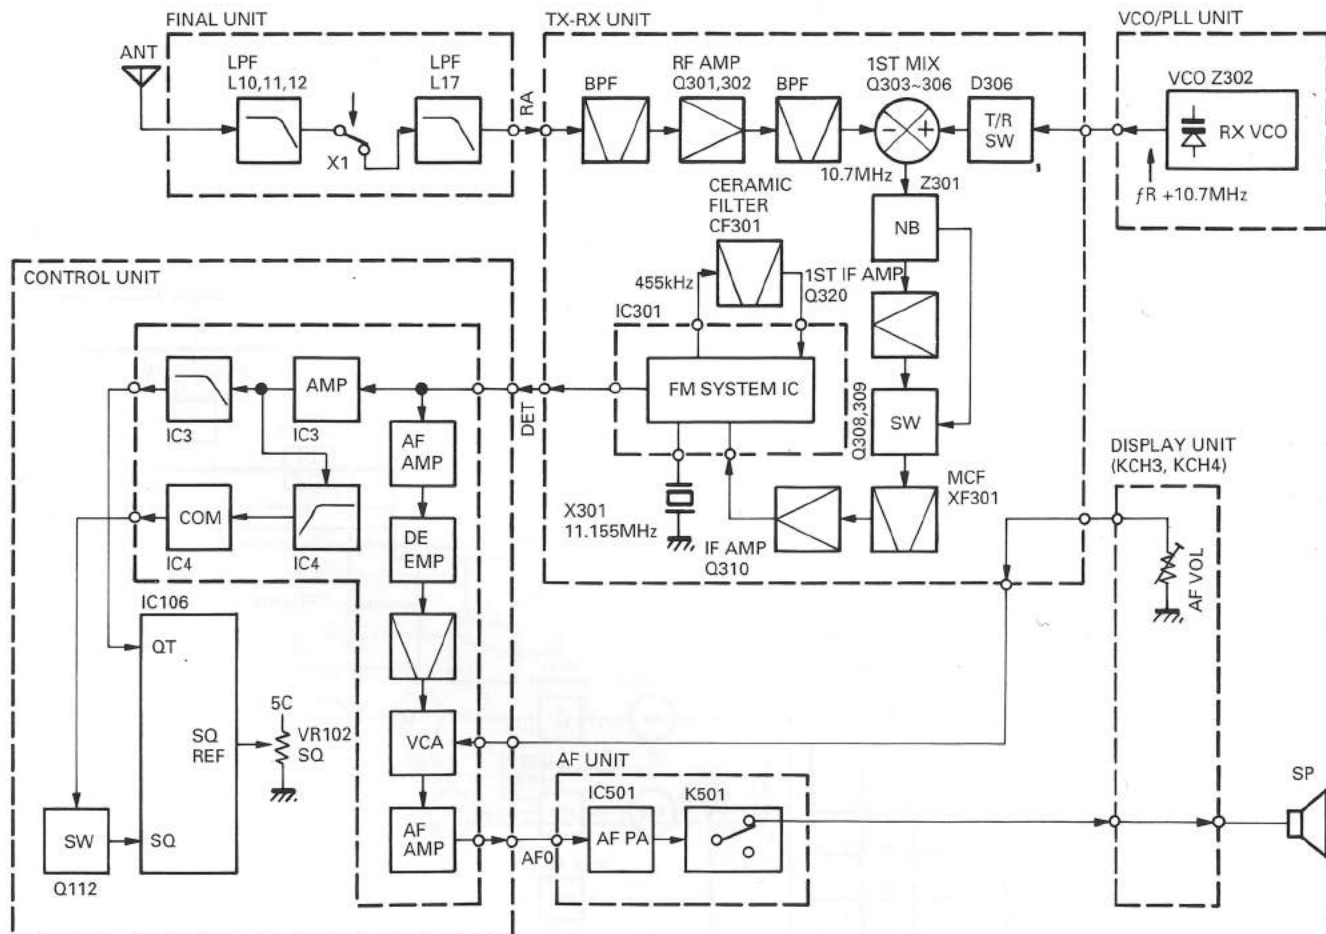 FINAL UNIT
TX-RX UNIT
VCO/PLL UNIT
ANT
LPF
L10,11,12
X1
LPF
L17
RA
BPF
RF AMP
Q301,302
BPF
1ST MIX
Q303~306
D306
T/R
SW
VCO Z302
RX VCO
ƒR +10.7MHz
10.7MHz
Z301
NB
CERAMIC
FILTER
CF301
455kHz
1ST IF AMP
Q320
IC301
FM SYSTEM IC
Q308,309
SW
MCF
XF301
X301
11.155MHz
IF AMP
Q310
CONTROL UNIT
AMP
IC3
IC3
DET
AF
AMP
COM
IC4
IC4
DE
EMP
IC106
QT
5C
VR102
SQ
SQ
REF
VCA
SW
SQ
Q112
AF
AMP
AF0
AF UNIT
IC501
AF PA
K501
DISPLAY UNIT
(KCH3, KCH4)
AF VOL
SP